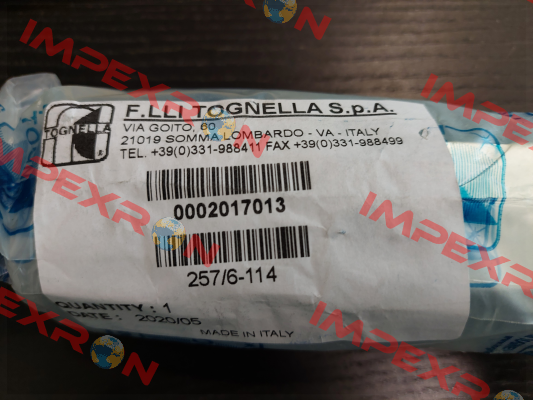 F.LLI TOGNELLA S.p.A.
VIA GOITO, 60
21019 SOMMA LOMBARDO - VA - ITALY
TEL. +39(0)331-988411 FAX +39(0)331-988499
TOGNELLA
0002017013
257/6-114
QUANTITY : 1
DATE : 2020/05
MADE IN ITALY
IMPEXRON
IMPEXRON
IMPEXRON
IMPEXRON
IMPEXRON